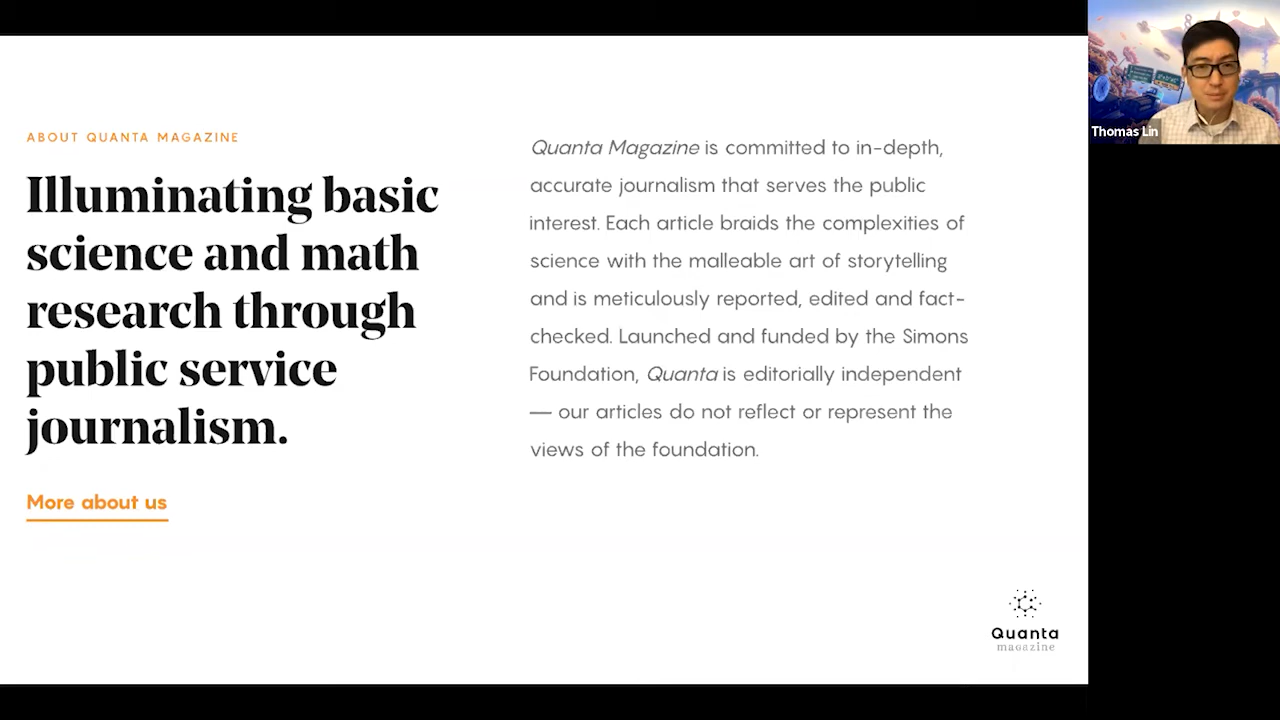 ABOUT QUANTA MAGAZINE
Illuminating basic
science and math
research through
public service
journalism.
More about us
Quanta Magazine is committed to in-depth,
accurate journalism that serves the public
interest. Each article braids the complexities of
science with the malleable art of storytelling
and is meticulously reported, edited and fact-
checked. Launched and funded by the Simons
Foundation, Quanta is editorially independent
— our articles do not reflect or represent the
views of the foundation.
Quanta
magazine
Thomas Lin